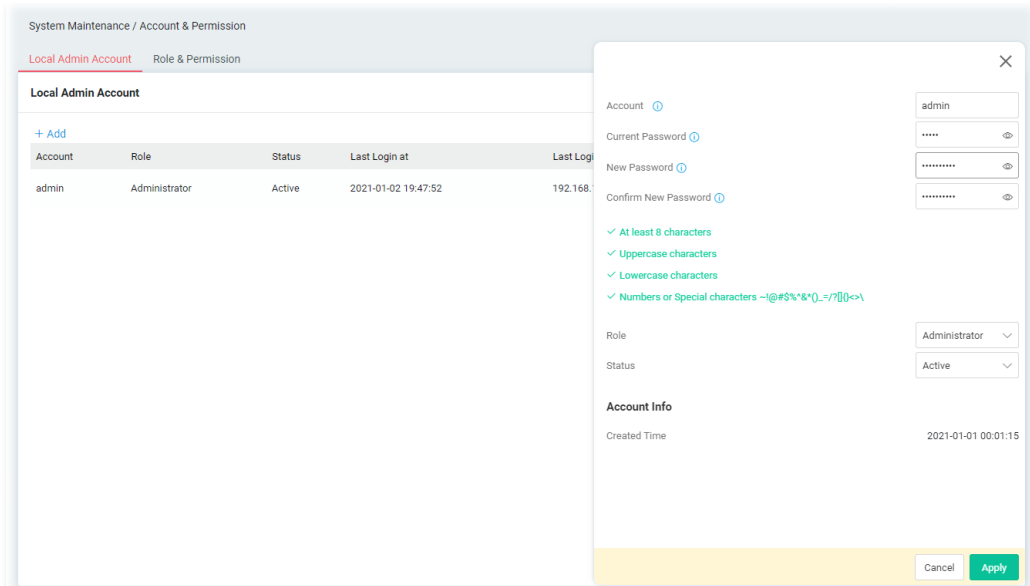 System Maintenance / Account & Permission
Local Admin Account Role & Permission
Local Admin Account
+ Add
Account Role Status Last Login at Last Logi
admin Administrator Active 2021-01-02 19:47:52 192.168.
Account admin
Current Password •••••
New Password ••••••••••
Confirm New Password ••••••••••
✓ At least 8 characters
✓ Uppercase characters
✓ Lowercase characters
✓ Numbers or Special characters ~!@#$%^&*()_=/?[]{}<>\
Role Administrator
Status Active
Account Info
Created Time 2021-01-01 00:01:15
Cancel Apply